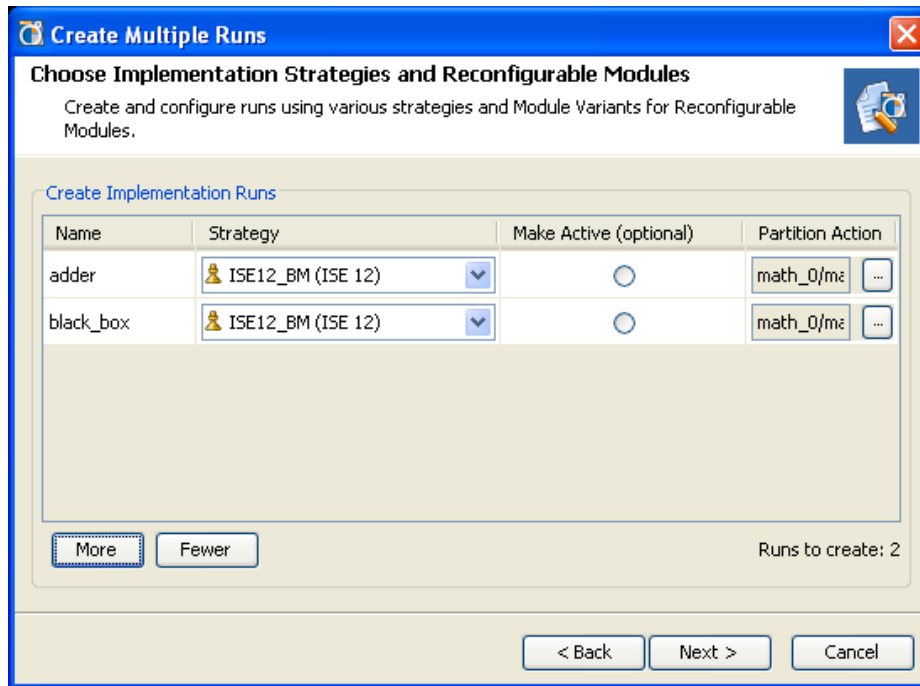 Create Multiple Runs
Choose Implementation Strategies and Reconfigurable Modules
Create and configure runs using various strategies and Module Variants for Reconfigurable
Modules.
Create Implementation Runs
Name Strategy Make Active (optional) Partition Action
adder ISE12_BM (ISE 12) math_0/ma ...
black_box ISE12_BM (ISE 12) math_0/ma ...
More Fewer Runs to create: 2
< Back Next > Cancel